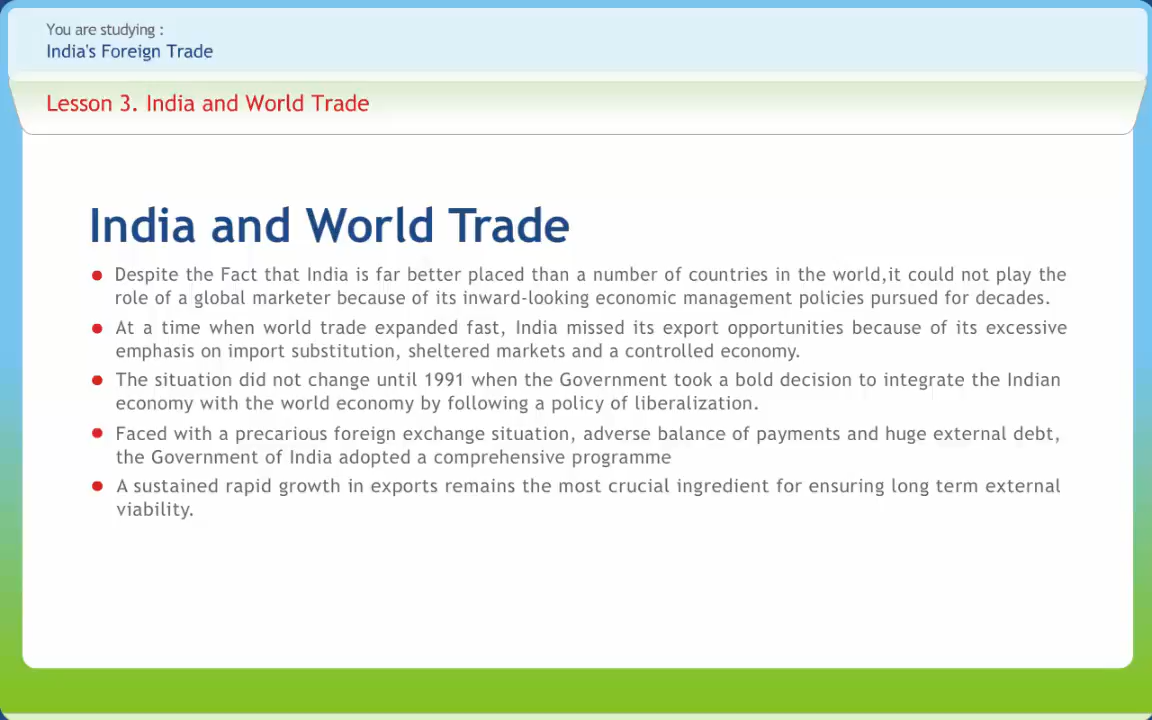 You are studying :
India's Foreign Trade
Lesson 3. India and World Trade
India and World Trade
• Despite the Fact that India is far better placed than a number of countries in the world,it could not play the
role of a global marketer because of its inward-looking economic management policies pursued for decades.
• At a time when world trade expanded fast, India missed its export opportunities because of its excessive
emphasis on import substitution, sheltered markets and a controlled economy.
• The situation did not change until 1991 when the Government took a bold decision to integrate the Indian
economy with the world economy by following a policy of liberalization.
• Faced with a precarious foreign exchange situation, adverse balance of payments and huge external debt,
the Government of India adopted a comprehensive programme
• A sustained rapid growth in exports remains the most crucial ingredient for ensuring long term external
viability.